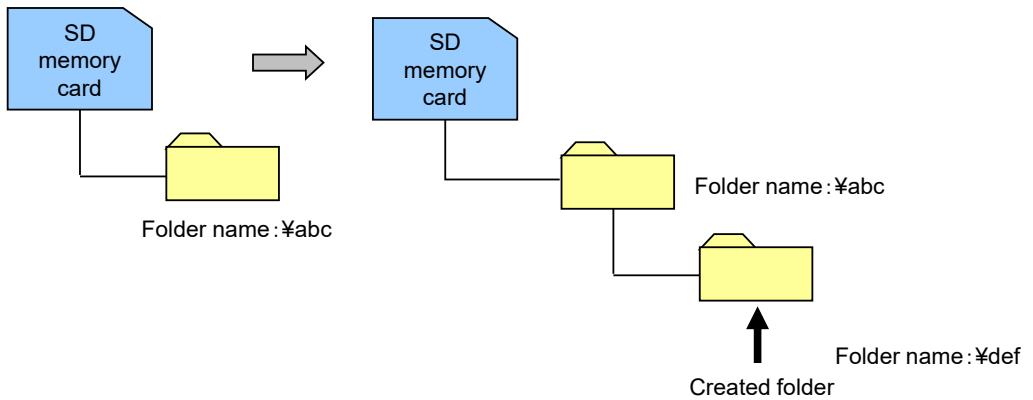 SD
memory
card
Folder name:¥abc
SD
memory
card
Folder name:¥abc
Folder name:¥def
Created folder